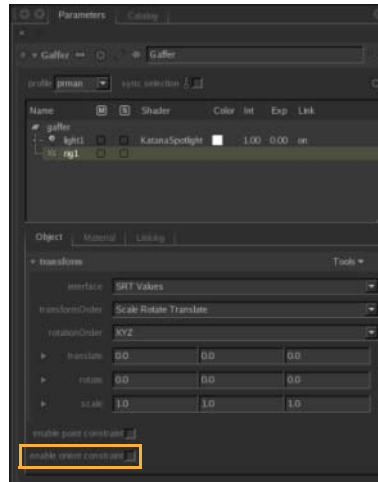 Parameters Catalog
Gaffer Gaffer
profile prman sync selection
Name M S Shader Color Int Exp Link
gaffer
light1 KatanaSpotlight 1.00 0.00 on
rig1
Object Material Linking
transform Tools
interface SRT Values
transformOrder Scale Rotate Translate
rotationOrder XYZ
translate 0.0 0.0 0.0
rotate 0.0 0.0 0.0
scale 1.0 1.0 1.0
enable point constraint
enable orient constraint